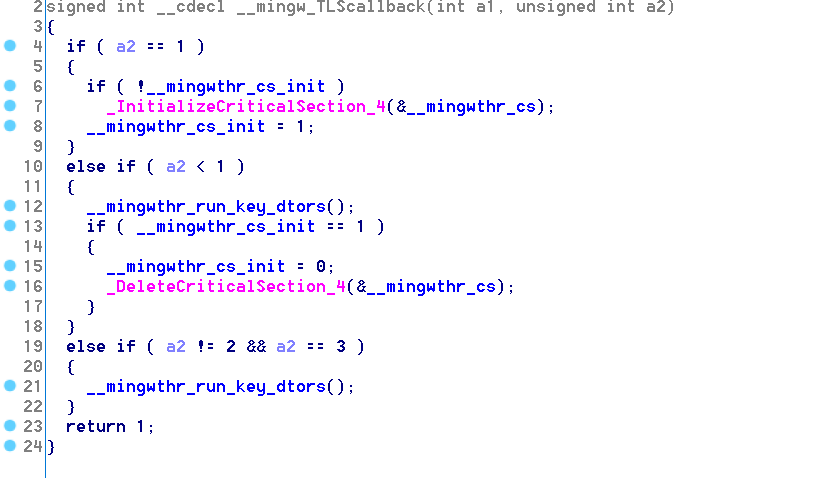 2 signed int __cdecl __mingw_TLScallback(int a1, unsigned int a2)
3 {
4   if ( a2 == 1 )
5   {
6     if ( !__mingwthr_cs_init )
7       _InitializeCriticalSection_4(&__mingwthr_cs);
8     __mingwthr_cs_init = 1;
9   }
10   else if ( a2 < 1 )
11   {
12     __mingwthr_run_key_dtors();
13     if ( __mingwthr_cs_init == 1 )
14     {
15       __mingwthr_cs_init = 0;
16       _DeleteCriticalSection_4(&__mingwthr_cs);
17     }
18   }
19   else if ( a2 != 2 && a2 == 3 )
20   {
21     __mingwthr_run_key_dtors();
22   }
23   return 1;
24 }